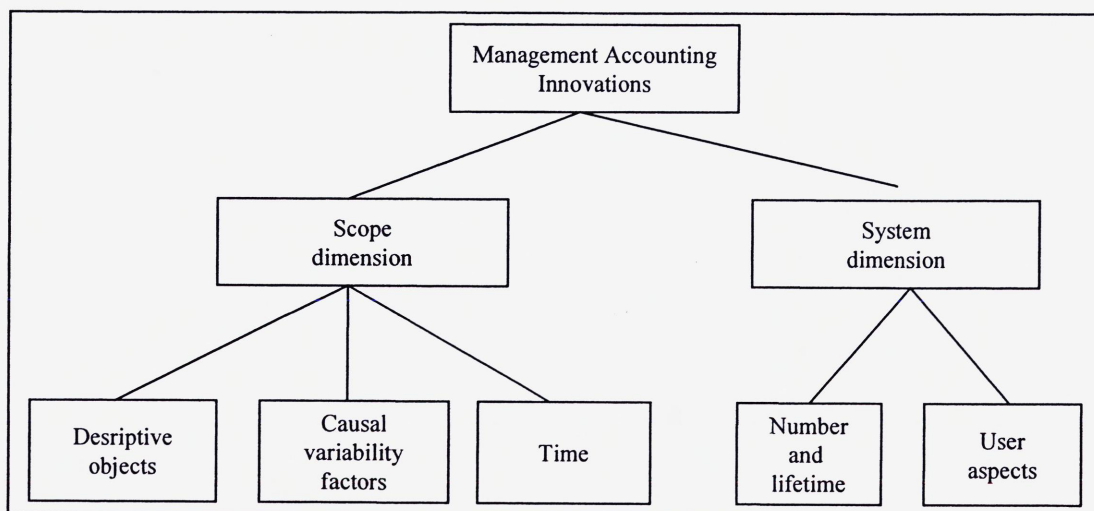 Management Accounting
Innovations
Scope
dimension
System
dimension
Desriptive
objects
Causal
variability
factors
Time
Number
and
lifetime
User
aspects